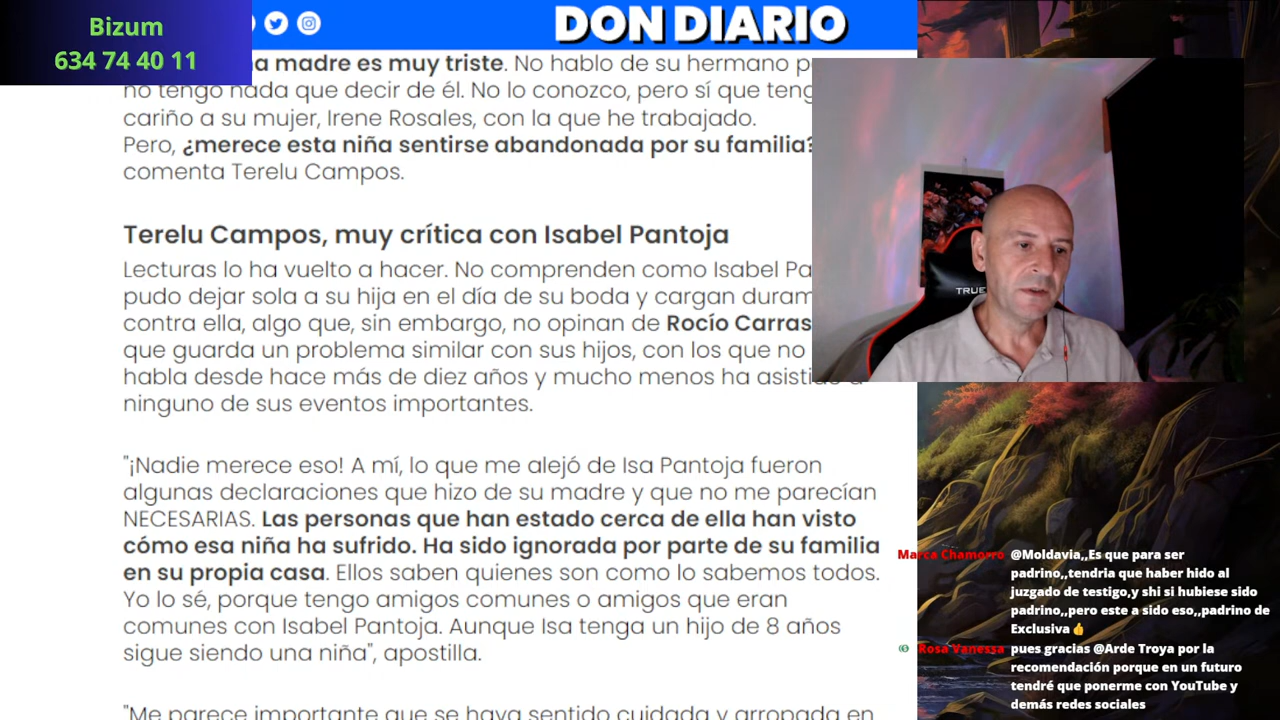 Bizum
634 74 40 11
DON DIARIO
a madre es muy triste. No hablo de su hermano p
no tengo nada que decir de él. No lo conozco, pero sí que teng
cariño a su mujer, Irene Rosales, con la que he trabajado.
Pero, ¿merece esta niña sentirse abandonada por su familia?
comenta Terelu Campos.
Terelu Campos, muy crítica con Isabel Pantoja
Lecturas lo ha vuelto a hacer. No comprenden como Isabel Pa
pudo dejar sola a su hija en el día de su boda y cargan duram
contra ella, algo que, sin embargo, no opinan de Rocío Carras
que guarda un problema similar con sus hijos, con los que no
habla desde hace más de diez años y mucho menos ha asistido a
ninguno de sus eventos importantes.
"¡Nadie merece eso! A mí, lo que me alejó de Isa Pantoja fueron
algunas declaraciones que hizo de su madre y que no me parecían
NECESARIAS. Las personas que han estado cerca de ella han visto
cómo esa niña ha sufrido. Ha sido ignorada por parte de su familia
en su propia casa. Ellos saben quienes son como lo sabemos todos.
Yo lo sé, porque tengo amigos comunes o amigos que eran
comunes con Isabel Pantoja. Aunque Isa tenga un hijo de 8 años
sigue siendo una niña", apostilla.
"Me parece importante que se haya sentido cuidada y arropada en
TRUE
Marca Chamorro @Moldavia,,Es que para ser
padrino,,tendria que haber hido al
juzgado de testigo,y shi si hubiese sido
padrino,,pero este a sido eso,,padrino de
Exclusiva👍
Rosa Vanessa pues gracias @Arde Troya por la
recomendación porque en un futuro
tendré que ponerme con YouTube y
demás redes sociales